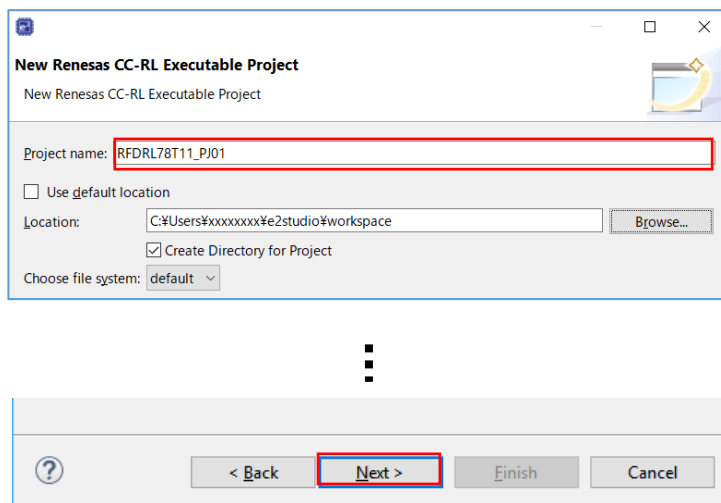 New Renesas CC-RL Executable Project
New Renesas CC-RL Executable Project
Project name: RFDRL78T11_PJ01
Use default location
Location: C:¥Users¥xxxxxxxx¥e2studio¥workspace Browse...
Create Directory for Project
Choose file system: default
< Back Next > Finish Cancel